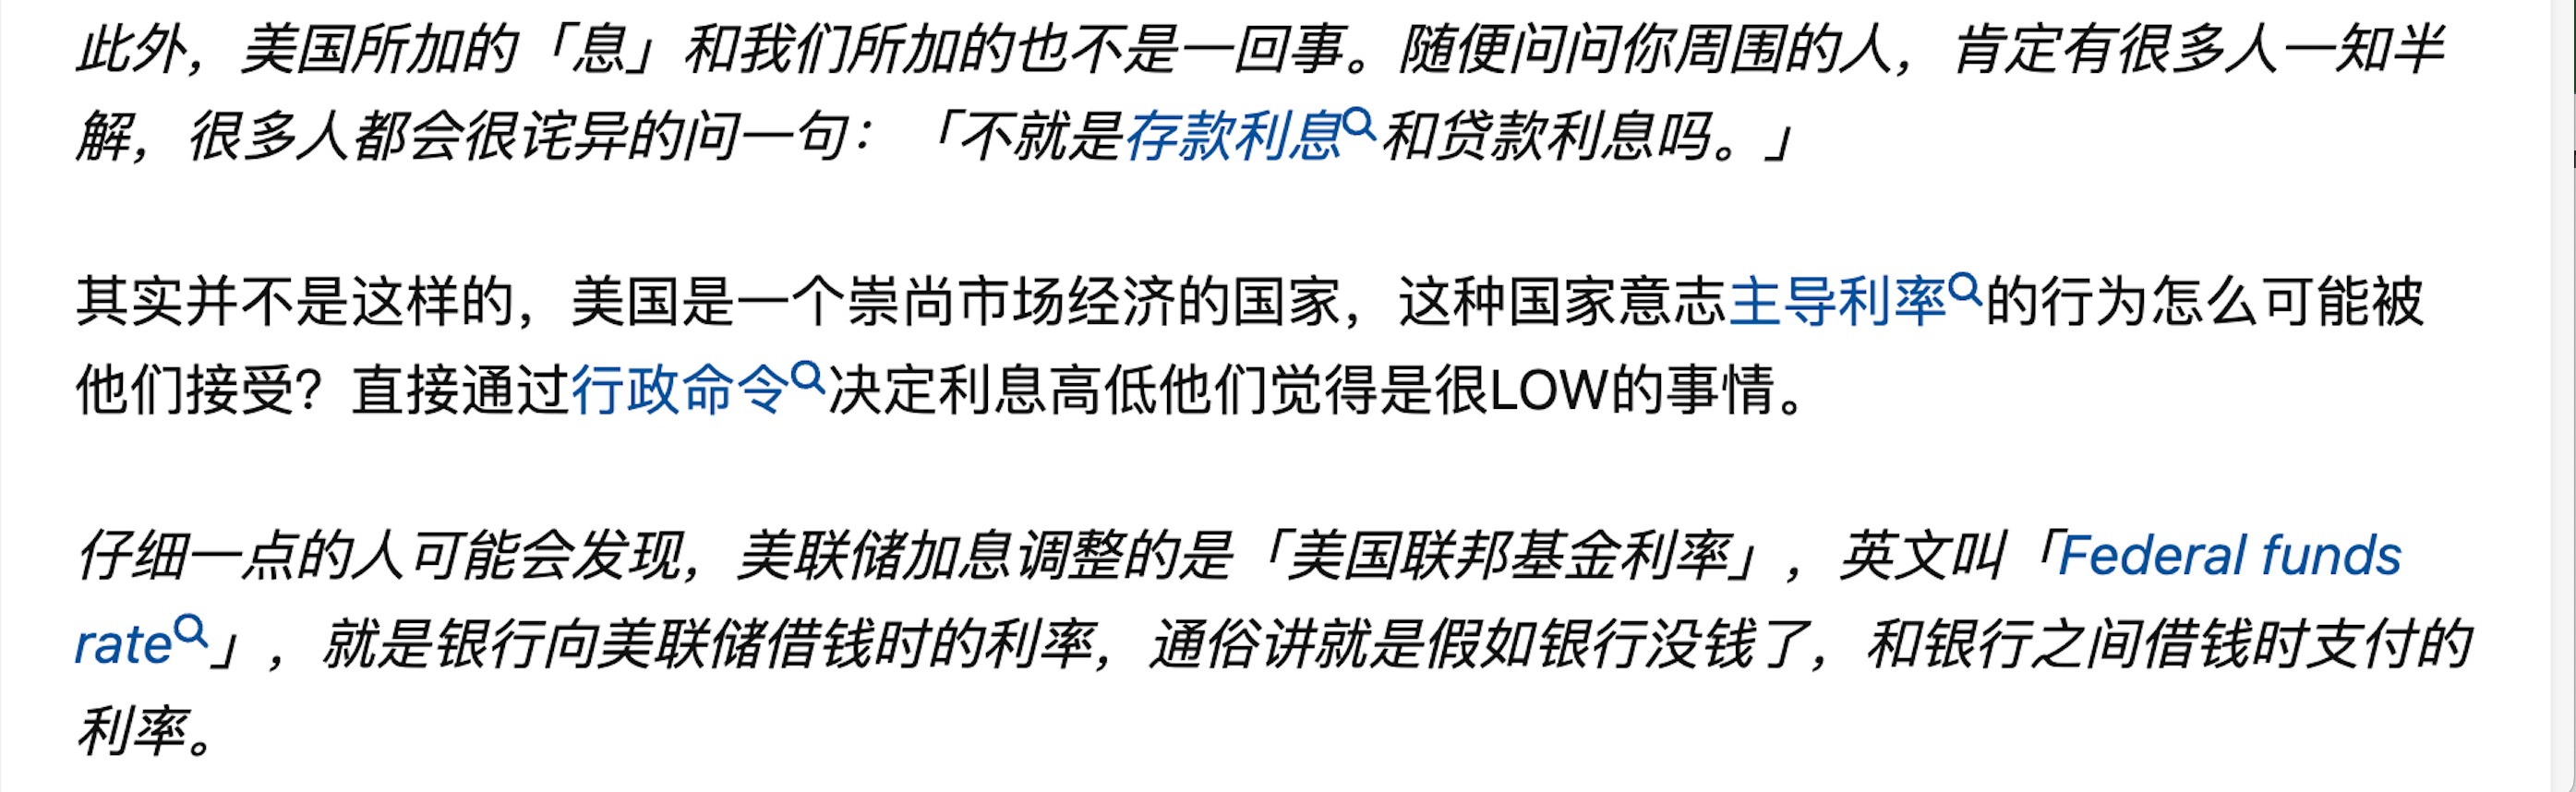 此外，美国所加的「息」和我们所加的也不是一回事。随便问问你周围的人，肯定有很多人一知半
解，很多人都会很诧异的问一句：「不就是存款利息和贷款利息吗。」
其实并不是这样的，美国是一个崇尚市场经济的国家，这种国家意志主导利率的行为怎么可能被
他们接受？直接通过行政命令决定利息高低他们觉得是很LOW的事情。
仔细一点的人可能会发现，美联储加息调整的是「美国联邦基金利率」，英文叫「Federal funds
rate」，就是银行向美联储借钱时的利率，通俗讲就是假如银行没钱了，和银行之间借钱时支付的
利率。